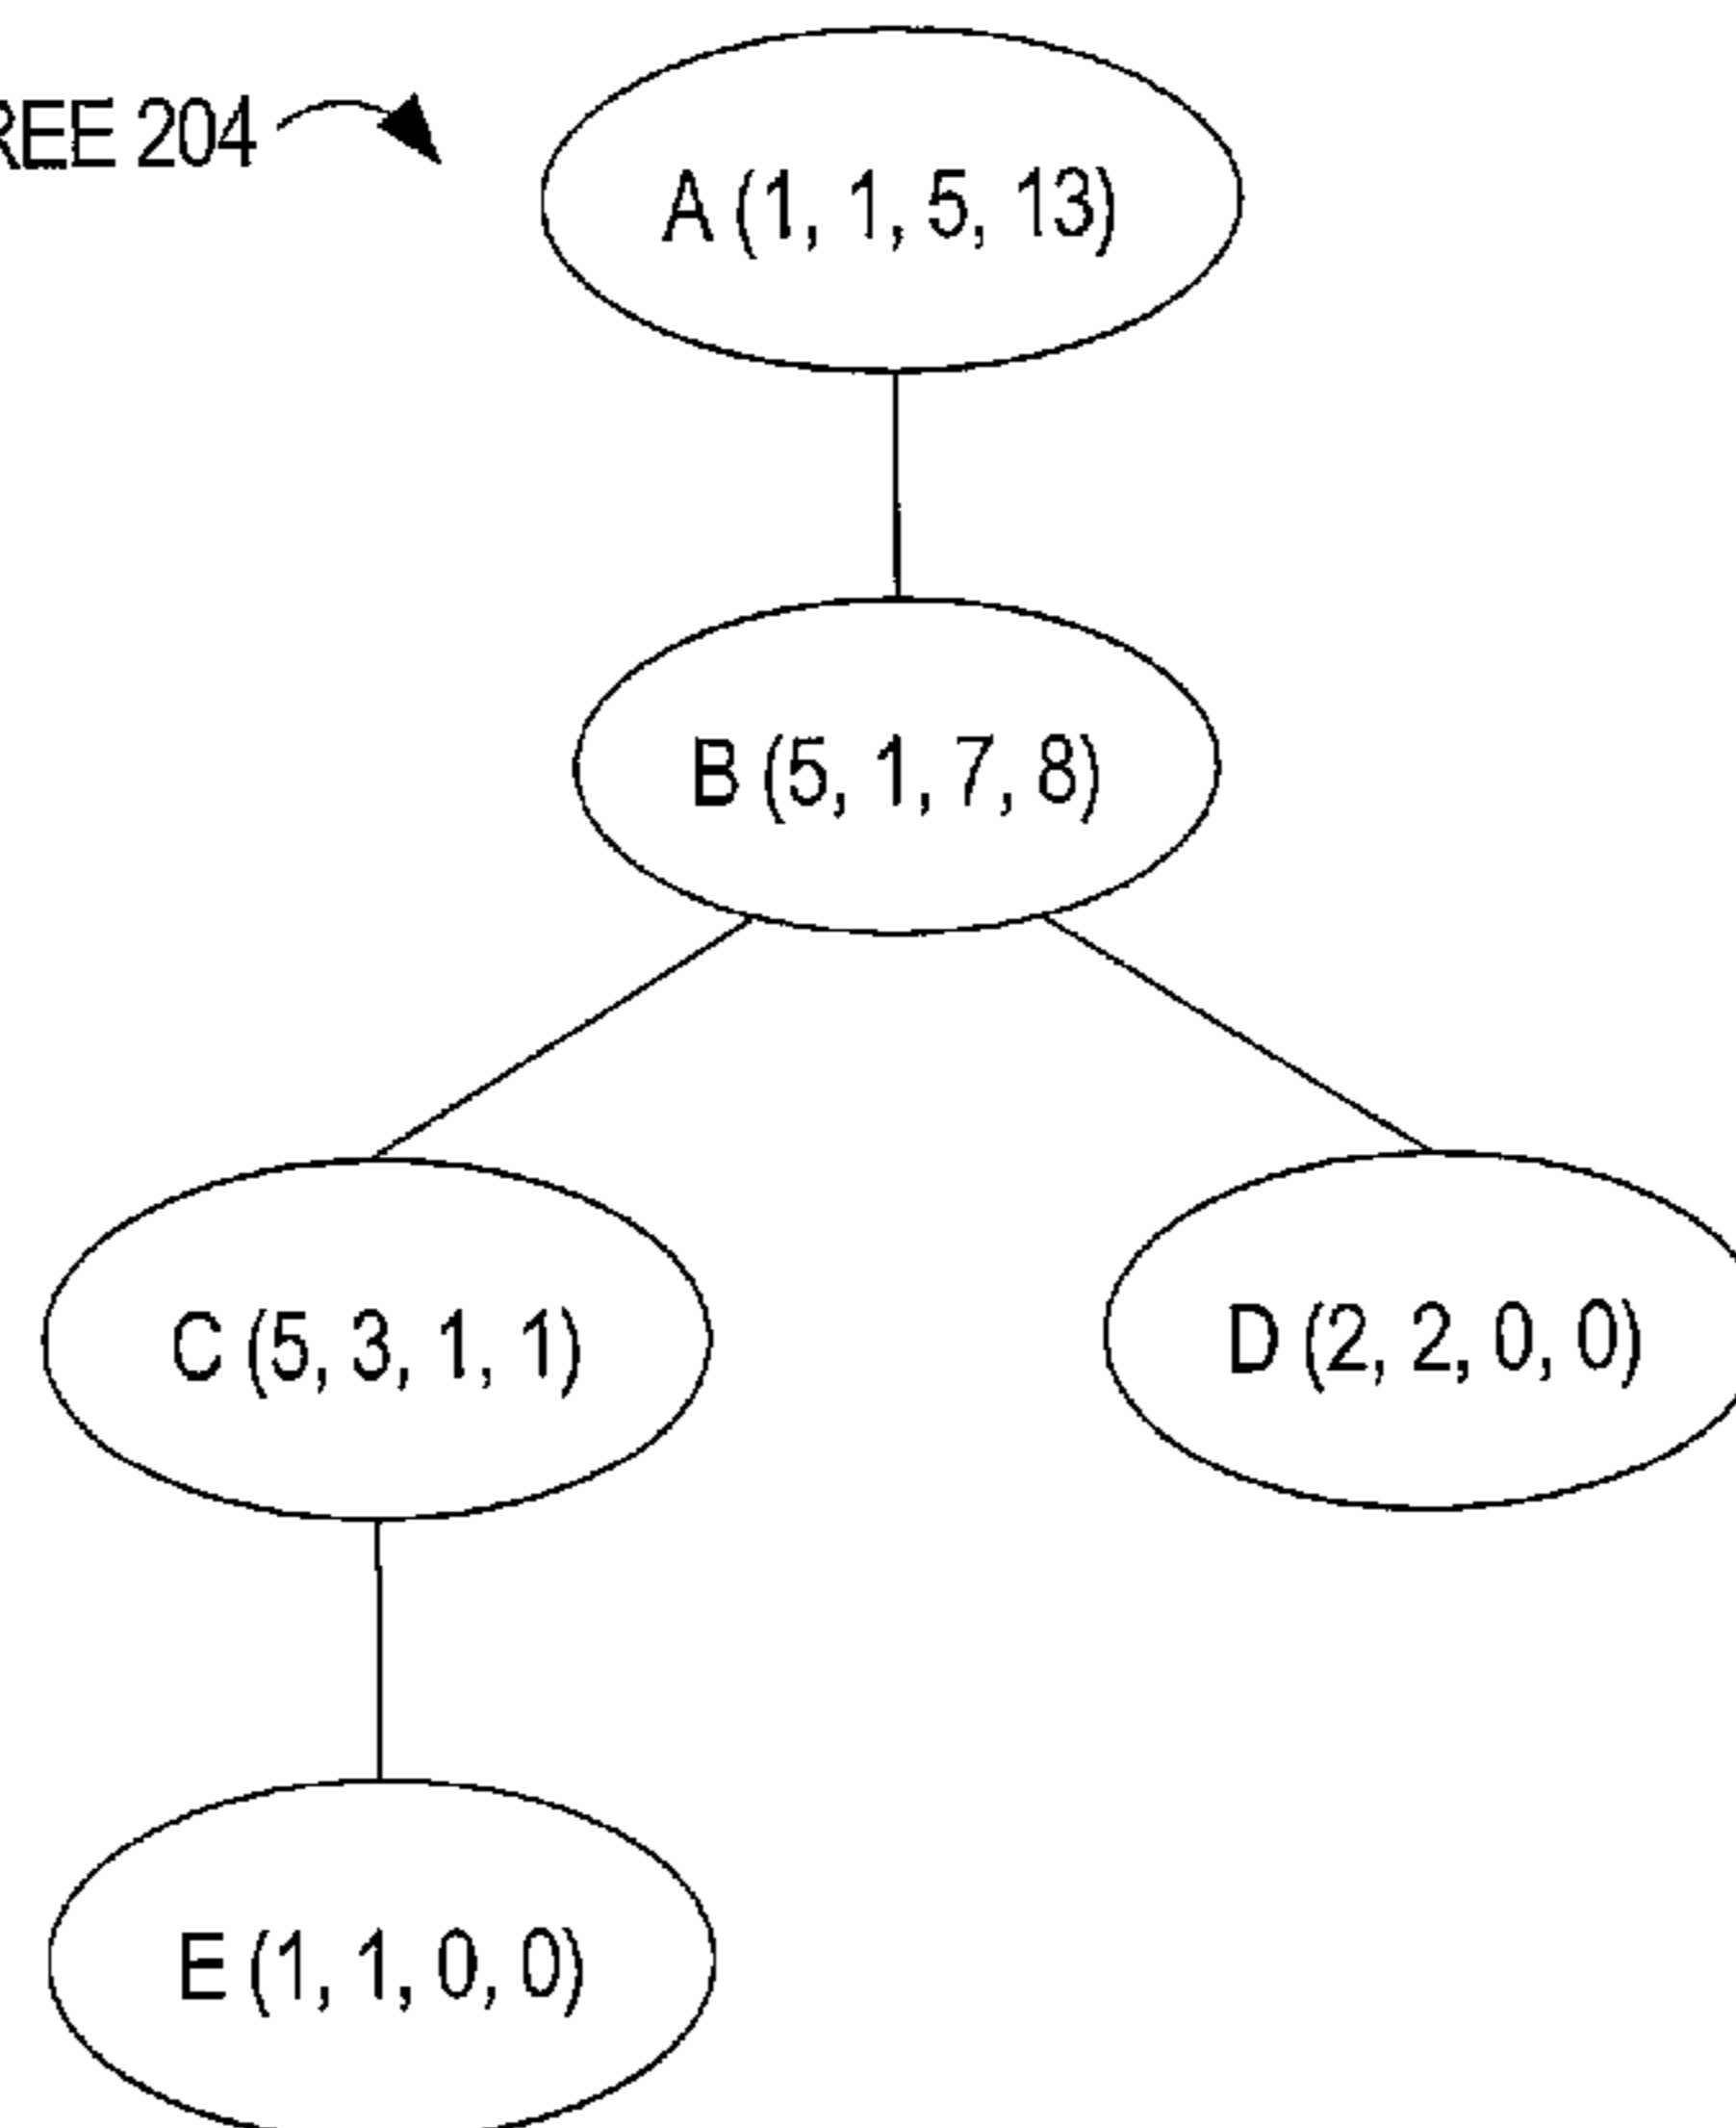 REE 204
A (1, 1, 5, 13)
B (5, 1, 7, 8)
C (5, 3, 1, 1)
D (2, 2, 0, 0)
E (1, 1, 0, 0)